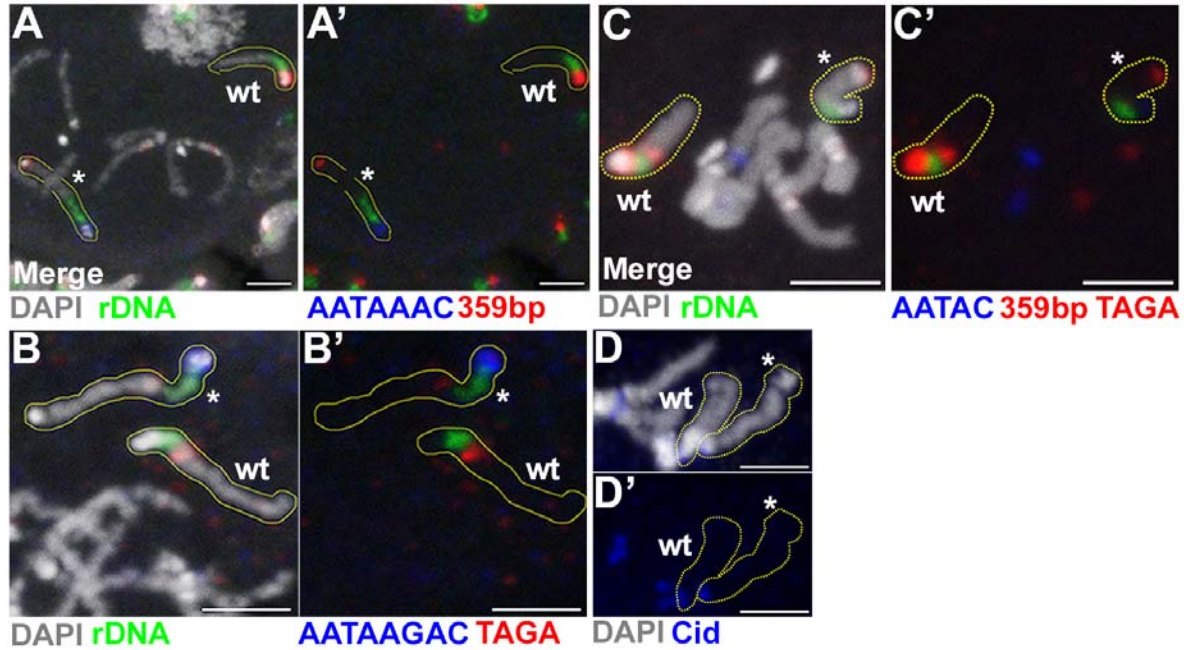 A
wt
*
Merge
DAPI rDNA
A'
wt
*
AATAAAC 359bp
C
*
wt
Merge
DAPI rDNA
C'
*
wt
AATAC 359bp TAGA
B
*
wt
DAPI rDNA
B'
*
wt
AATAAGAC TAGA
D
*
wt
D'
*
wt
DAPI Cid